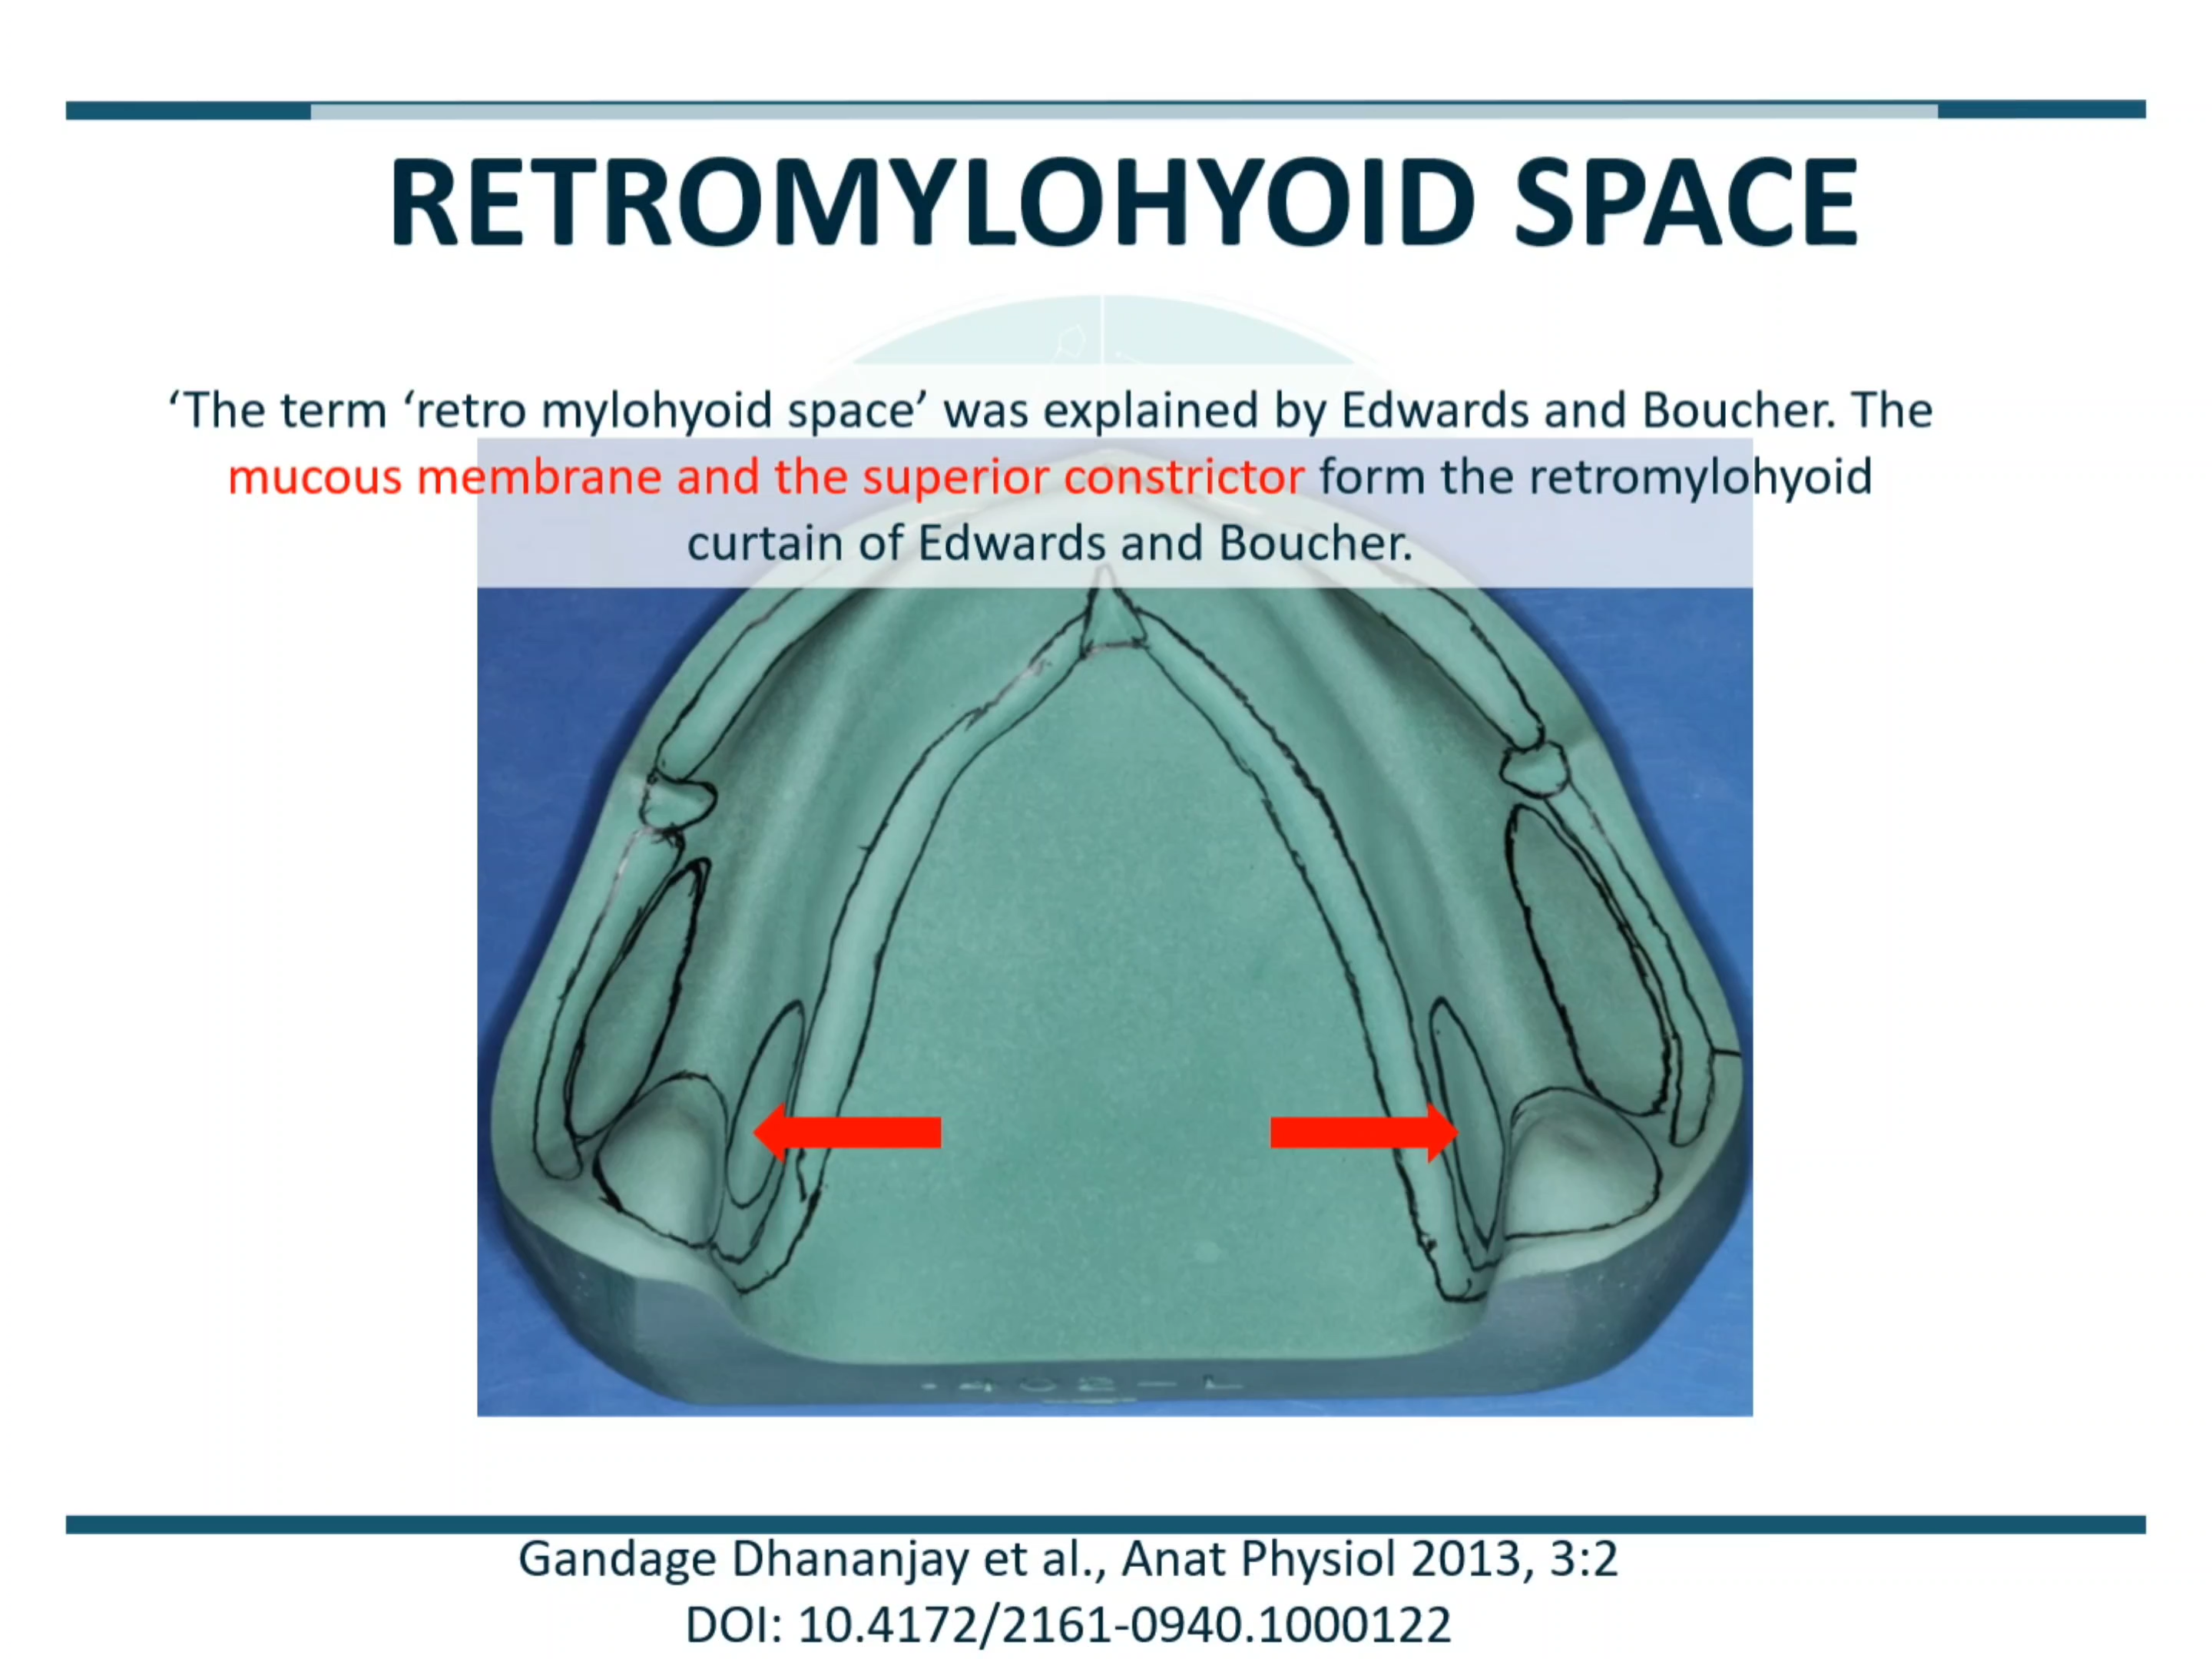 RETROMYLOHYOID SPACE
‘The term ‘retro mylohyoid space’ was explained by Edwards and Boucher. The
mucous membrane and the superior constrictor form the retromylohyoid
curtain of Edwards and Boucher.
Gandage Dhananjay et al., Anat Physiol 2013, 3:2
DOI: 10.4172/2161-0940.1000122